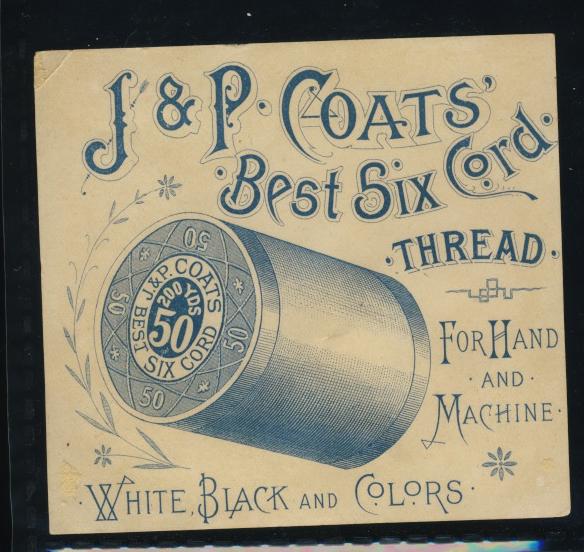 J & P. COATS'
Best Six Cord.
THREAD.
50
50
50
50
50
J. & P. COATS
200 YDS
50
BEST SIX CORD
FOR HAND
AND
MACHINE
WHITE, BLACK AND COLORS